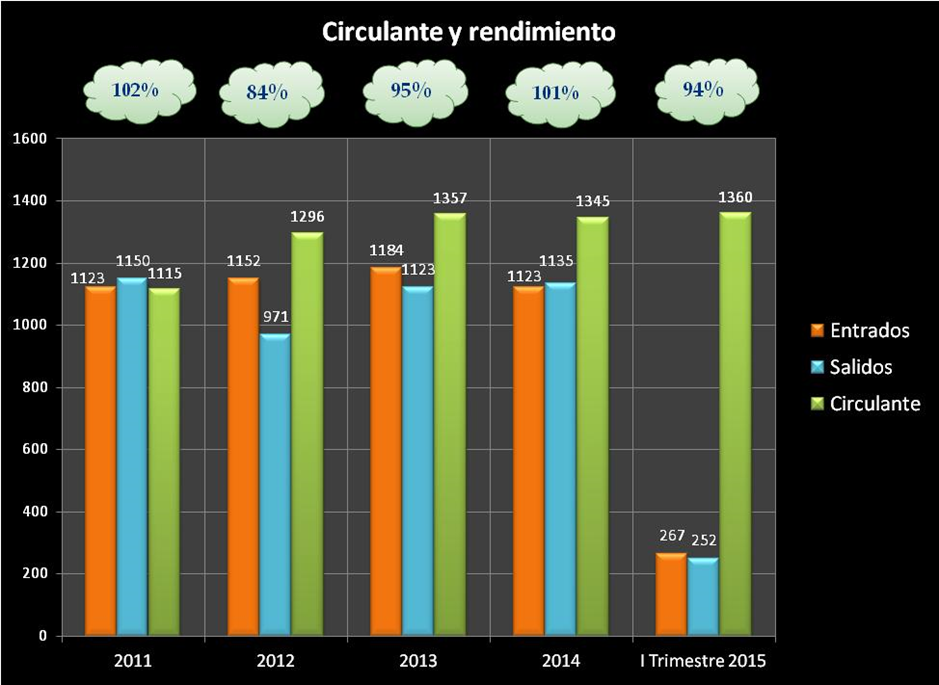 Circulante y rendimiento
102% 84% 95% 101% 94%
1600
1400
1200
1000
800
600
400
200
0
1123 1150 1115
1152 971 1296
1184 1123 1357
1123 1135 1345
267 252 1360
2011 2012 2013 2014 I Trimestre 2015
Entrados
Salidos
Circulante